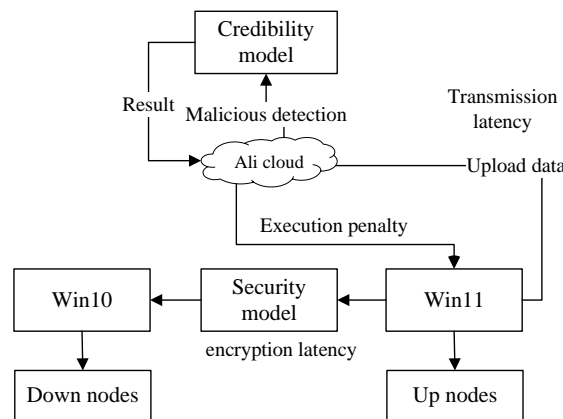 Credibility
model
Result
Malicious detection
Transmission
latency
Ali cloud
Upload data
Execution penalty
Win10
Security
model
Win11
encryption latency
Down nodes
Up nodes